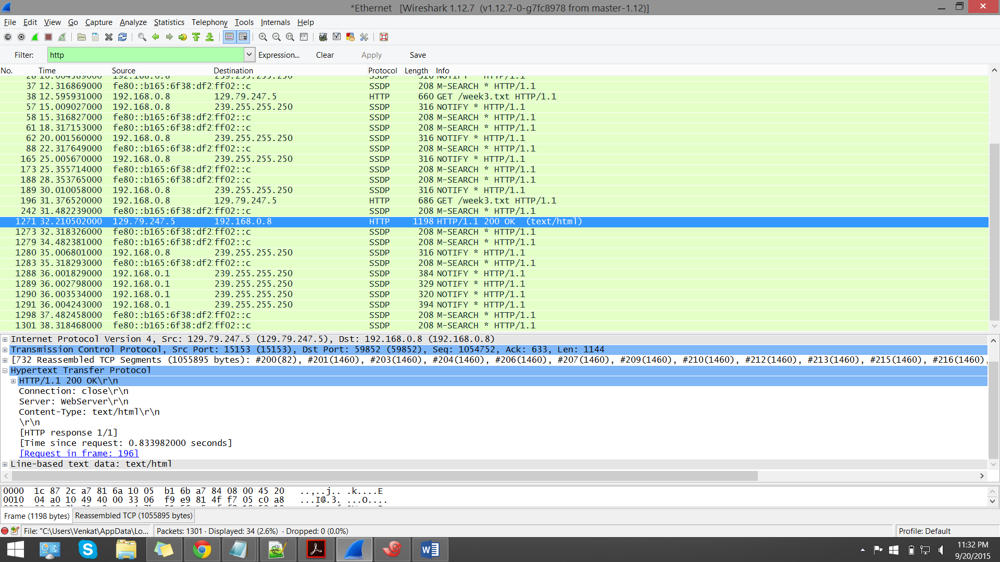 *Ethernet [Wireshark 1.12.7 (v1.12.7-0-g7fc8978 from master-1.12)]
File Edit View Go Capture Analyze Statistics Telephony Tools Internals Help
Filter: http Expression... Clear Apply Save
No. Time Source Destination Protocol Length Info
28 10.004589000 192.168.0.8 239.255.255.250 SSDP 316 NOTIFY * HTTP/1.1
37 12.316869000 fe80::b165:6f38:df2 ff02::c SSDP 208 M-SEARCH * HTTP/1.1
38 12.595931000 192.168.0.8 129.79.247.5 HTTP 660 GET /week3.txt HTTP/1.1
57 15.009027000 192.168.0.8 239.255.255.250 SSDP 316 NOTIFY * HTTP/1.1
58 15.316827000 fe80::b165:6f38:df2 ff02::c SSDP 208 M-SEARCH * HTTP/1.1
61 18.317153000 fe80::b165:6f38:df2 ff02::c SSDP 208 M-SEARCH * HTTP/1.1
62 20.001560000 192.168.0.8 239.255.255.250 SSDP 316 NOTIFY * HTTP/1.1
88 22.317649000 fe80::b165:6f38:df2 ff02::c SSDP 208 M-SEARCH * HTTP/1.1
165 25.005670000 192.168.0.8 239.255.255.250 SSDP 316 NOTIFY * HTTP/1.1
173 25.355714000 fe80::b165:6f38:df2 ff02::c SSDP 208 M-SEARCH * HTTP/1.1
188 28.353765000 fe80::b165:6f38:df2 ff02::c SSDP 208 M-SEARCH * HTTP/1.1
189 30.010058000 192.168.0.8 239.255.255.250 SSDP 316 NOTIFY * HTTP/1.1
196 31.376520000 192.168.0.8 129.79.247.5 HTTP 686 GET /week3.txt HTTP/1.1
242 31.482239000 fe80::b165:6f38:df2 ff02::c SSDP 208 M-SEARCH * HTTP/1.1
1271 32.210502000 129.79.247.5 192.168.0.8 HTTP 1198 HTTP/1.1 200 OK (text/html)
1273 32.318326000 fe80::b165:6f38:df2 ff02::c SSDP 208 M-SEARCH * HTTP/1.1
1279 34.482381000 fe80::b165:6f38:df2 ff02::c SSDP 208 M-SEARCH * HTTP/1.1
1280 35.006801000 192.168.0.8 239.255.255.250 SSDP 316 NOTIFY * HTTP/1.1
1283 35.318293000 fe80::b165:6f38:df2 ff02::c SSDP 208 M-SEARCH * HTTP/1.1
1288 36.001829000 192.168.0.1 239.255.255.250 SSDP 384 NOTIFY * HTTP/1.1
1289 36.002798000 192.168.0.1 239.255.255.250 SSDP 329 NOTIFY * HTTP/1.1
1290 36.003534000 192.168.0.1 239.255.255.250 SSDP 320 NOTIFY * HTTP/1.1
1291 36.004243000 192.168.0.1 239.255.255.250 SSDP 394 NOTIFY * HTTP/1.1
1298 37.482458000 fe80::b165:6f38:df2 ff02::c SSDP 208 M-SEARCH * HTTP/1.1
1301 38.318468000 fe80::b165:6f38:df2 ff02::c SSDP 208 M-SEARCH * HTTP/1.1
Internet Protocol Version 4, Src: 129.79.247.5 (129.79.247.5), Dst: 192.168.0.8 (192.168.0.8)
Transmission Control Protocol, Src Port: 15153 (15153), Dst Port: 59852 (59852), Seq: 1054752, Ack: 633, Len: 1144
[732 Reassembled TCP Segments (1055895 bytes): #200(82), #201(1460), #203(1460), #204(1460), #206(1460), #207(1460), #209(1460), #210(1460), #212(1460), #213(1460), #215(1460), #216(1460),
Hypertext Transfer Protocol
HTTP/1.1 200 OK\r\n
Connection: close\r\n
Server: WebServer\r\n
Content-Type: text/html\r\n
\r\n
[HTTP response 1/1]
[Time since request: 0.833982000 seconds]
[Request in frame: 196]
Line-based text data: text/html
0000 1c 87 2c a7 81 6a 10 05 b1 6b a7 84 08 00 45 20 ..,..j.. .k....E
0010 04 a0 10 49 40 00 33 06 f9 e9 81 4f f7 05 c0 a8 ...I@.3. ...O....
Frame (1198 bytes) Reassembled TCP (1055895 bytes)
File: "C:\Users\Venkat\AppData\Lo... Packets: 1301 · Displayed: 34 (2.6%) · Dropped: 0 (0.0%) Profile: Default
11:32 PM
9/20/2015